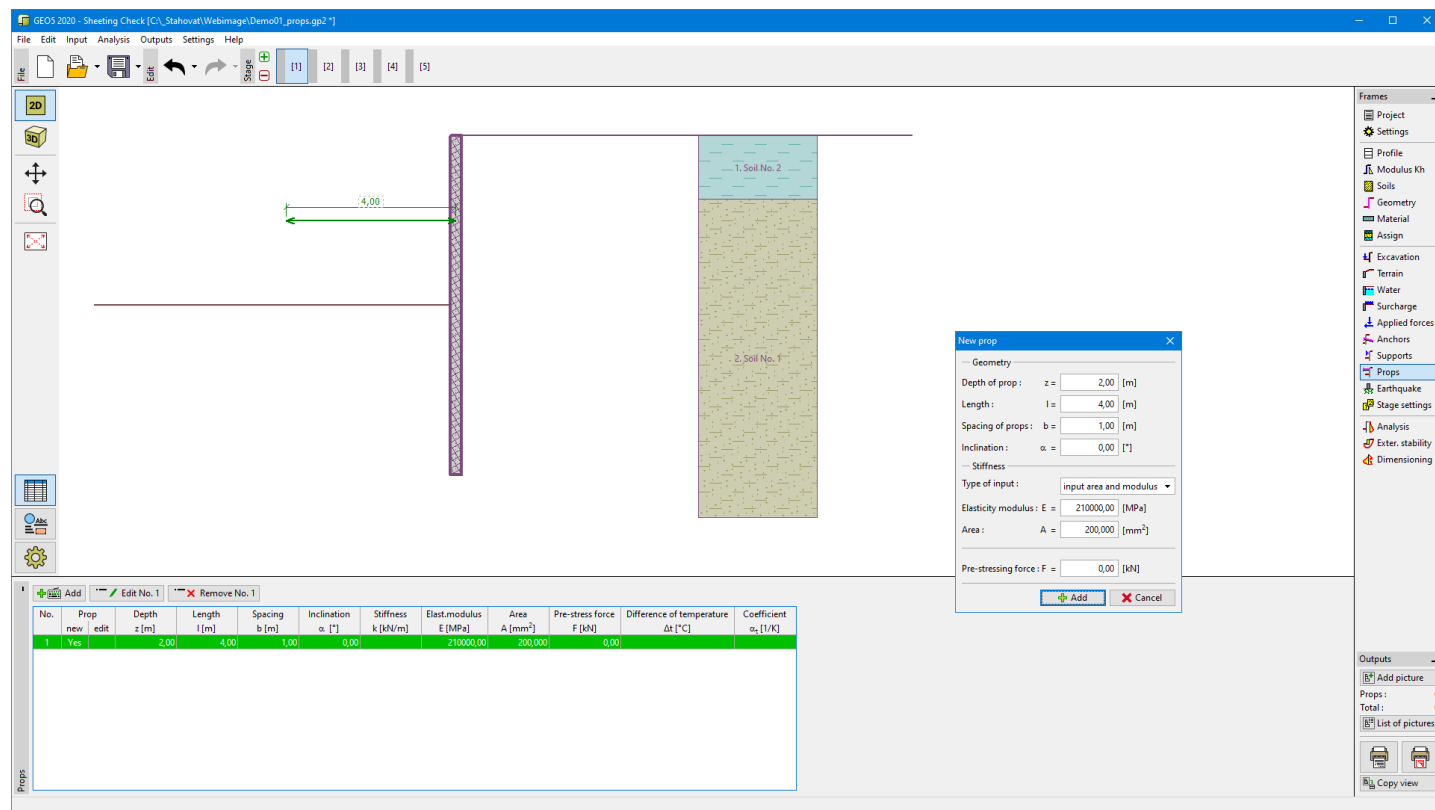 GEO5 2020 - Sheeting Check [C:\_Stahovat\Webimage\Demo01_props.gp2 *]
File Edit Input Analysis Outputs Settings Help
File
Edit
Stage
[1] [2] [3] [4] [5]
2D
3D
Abc
4,00
1. Soil No. 2
2. Soil No. 1
New prop
Geometry
Depth of prop : z = 2,00 [m]
Length : l = 4,00 [m]
Spacing of props : b = 1,00 [m]
Inclination : α = 0,00 [°]
Stiffness
Type of input : input area and modulus
Elasticity modulus : E = 210000,00 [MPa]
Area : A = 200,000 [mm²]
Pre-stressing force : F = 0,00 [kN]
Add Cancel
Frames
Project
Settings
Profile
Modulus Kh
Soils
Geometry
Material
Assign
Excavation
Terrain
Water
Surcharge
Applied forces
Anchors
Supports
Props
Earthquake
Stage settings
Analysis
Exter. stability
Dimensioning
Outputs
Add picture
Props :
Total :
List of pictures
Copy view
Add Edit No. 1 Remove No. 1
No. Prop Depth Length Spacing Inclination Stiffness Elast.modulus Area Pre-stress force Difference of temperature Coefficient
new edit z [m] l [m] b [m] α [°] k [kN/m] E [MPa] A [mm²] F [kN] Δt [°C] αt [1/K]
1 Yes 2,00 4,00 1,00 0,00 210000,00 200,000 0,00
Props